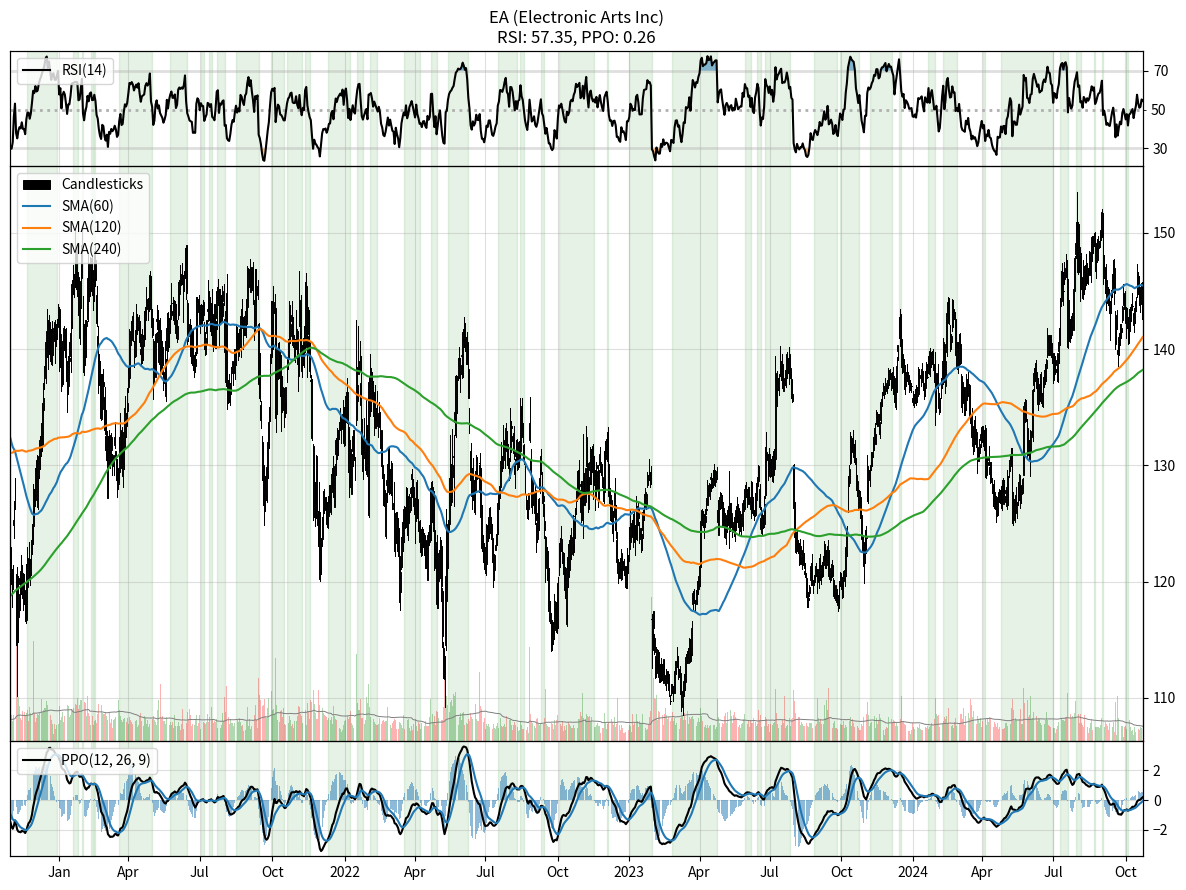 EA (Electronic Arts Inc)
RSI: 57.35, PPO: 0.26
RSI(14)
70
50
30
Candlesticks
SMA(60)
SMA(120)
SMA(240)
150
140
130
120
110
PPO(12, 26, 9)
2
0
−2
Jan Apr Jul Oct 2022 Apr Jul Oct 2023 Apr Jul Oct 2024 Apr Jul Oct